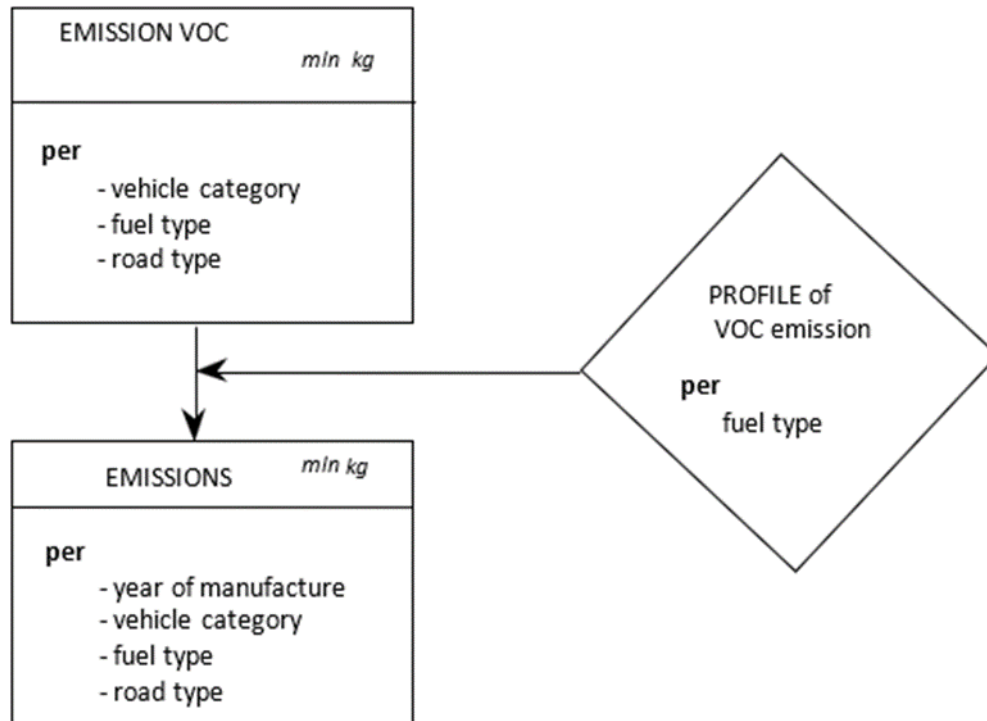 EMISSION VOC
mln kg
per
- vehicle category
- fuel type
- road type
PROFILE of
VOC emission
per
fuel type
EMISSIONS
mln kg
per
- year of manufacture
- vehicle category
- fuel type
- road type